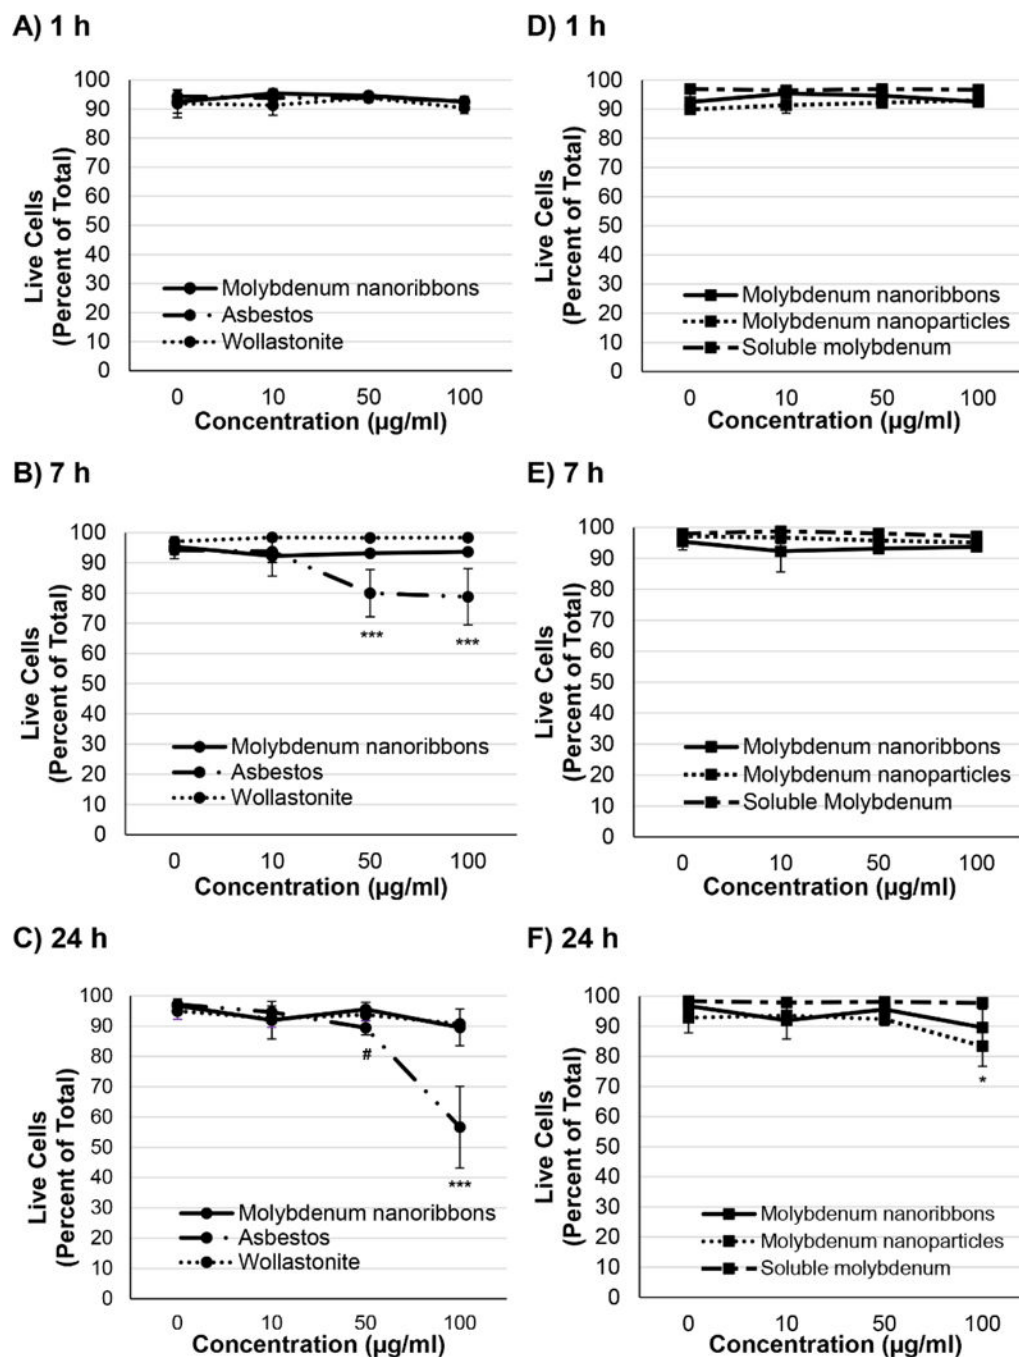 A) 1 h
Live Cells
(Percent of Total)
100
90
80
70
60
50
40
30
20
10
0
Molybdenum nanoribbons
Asbestos
Wollastonite
0 10 50 100
Concentration (µg/ml)
B) 7 h
Live Cells
(Percent of Total)
100
90
80
70
60
50
40
30
20
10
0
*** ***
Molybdenum nanoribbons
Asbestos
Wollastonite
0 10 50 100
Concentration (µg/ml)
C) 24 h
Live Cells
(Percent of Total)
100
90
80
70
60
50
40
30
20
10
0
#
***
Molybdenum nanoribbons
Asbestos
Wollastonite
0 10 50 100
Concentration (µg/ml)
D) 1 h
Live Cells
(Percent of Total)
100
90
80
70
60
50
40
30
20
10
0
Molybdenum nanoribbons
Molybdenum nanoparticles
Soluble molybdenum
0 10 50 100
Concentration (µg/ml)
E) 7 h
Live Cells
(Percent of Total)
100
90
80
70
60
50
40
30
20
10
0
Molybdenum nanoribbons
Molybdenum nanoparticles
Soluble Molybdenum
0 10 50 100
Concentration (µg/ml)
F) 24 h
Live Cells
(Percent of Total)
100
90
80
70
60
50
40
30
20
10
0
*
Molybdenum nanoribbons
Molybdenum nanoparticles
Soluble molybdenum
0 10 50 100
Concentration (µg/ml)